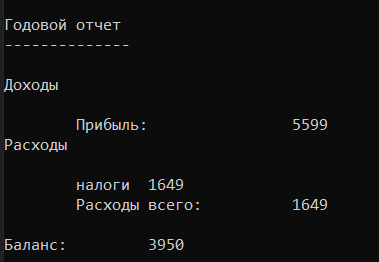 Годовой отчет
--------------
Доходы
Прибыль: 5599
Расходы
налоги 1649
Расходы всего: 1649
Баланс: 3950